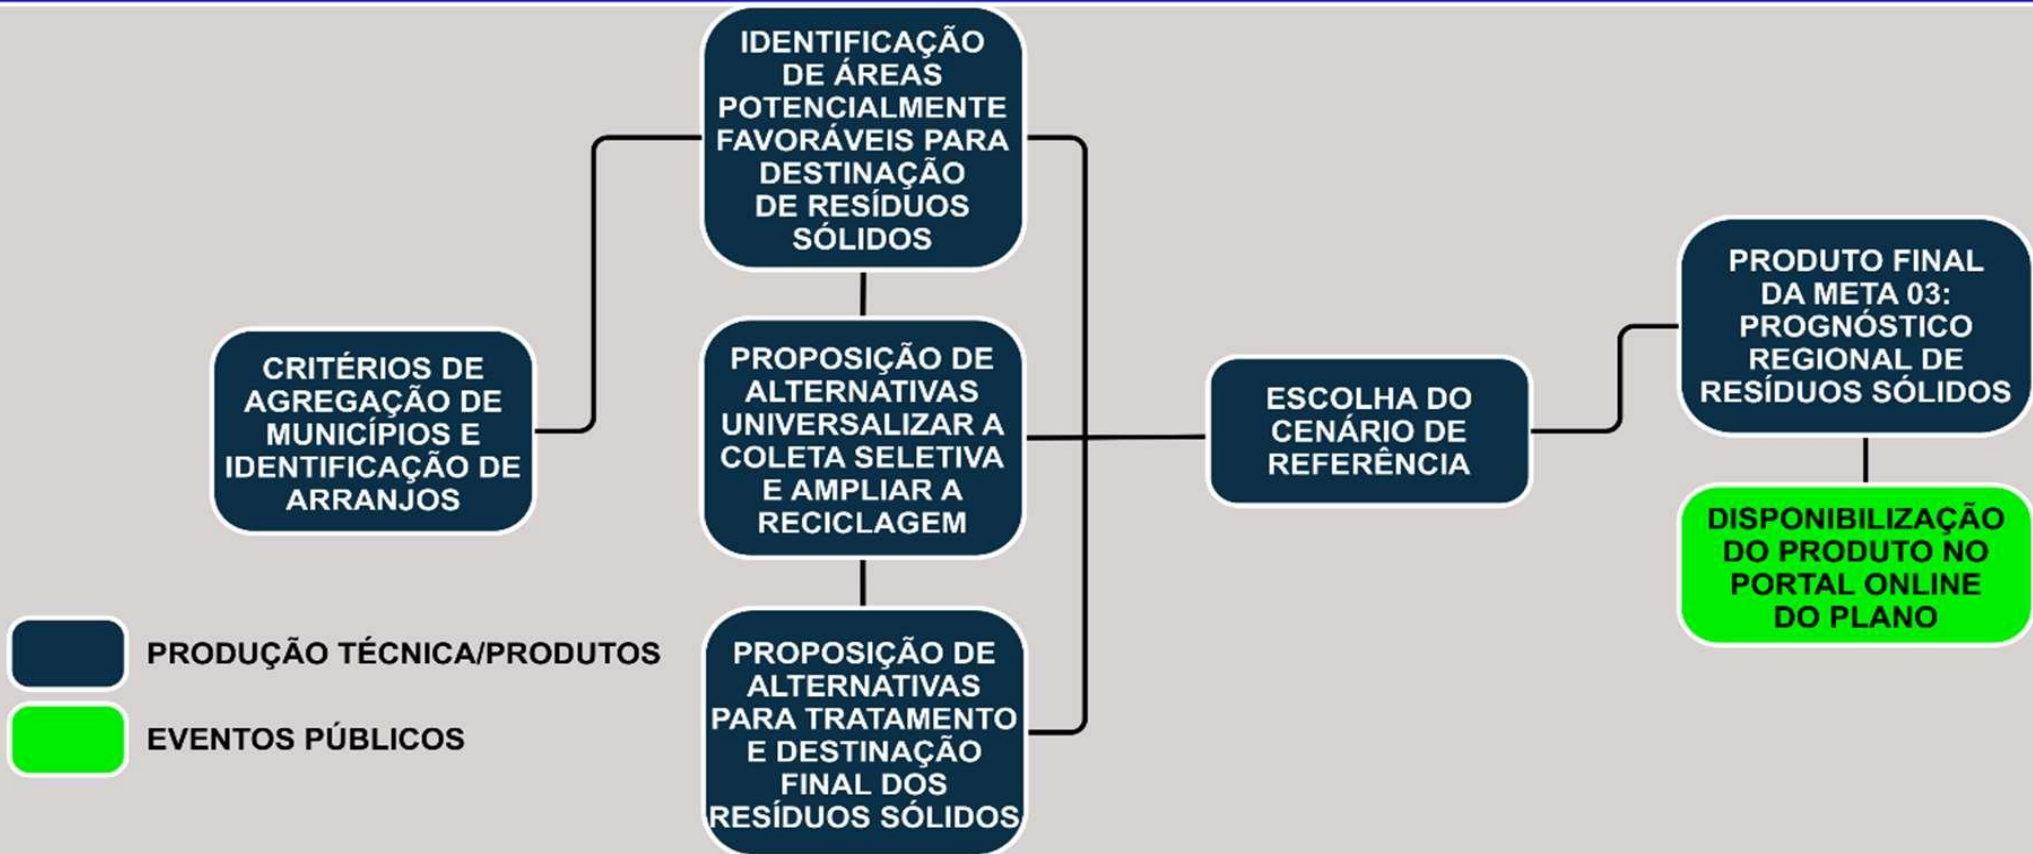 IDENTIFICAÇÃO
DE ÁREAS
POTENCIALMENTE
FAVORÁVEIS PARA
DESTINAÇÃO
DE RESÍDUOS
SÓLIDOS
CRITÉRIOS DE
AGREGAÇÃO DE
MUNICÍPIOS E
IDENTIFICAÇÃO DE
ARRANJOS
PROPOSIÇÃO DE
ALTERNATIVAS
UNIVERSALIZAR A
COLETA SELETIVA
E AMPLIAR A
RECICLAGEM
PROPOSIÇÃO DE
ALTERNATIVAS
PARA TRATAMENTO
E DESTINAÇÃO
FINAL DOS
RESÍDUOS SÓLIDOS
ESCOLHA DO
CENÁRIO DE
REFERÊNCIA
PRODUTO FINAL
DA META 03:
PROGNÓSTICO
REGIONAL DE
RESÍDUOS SÓLIDOS
DISPONIBILIZAÇÃO
DO PRODUTO NO
PORTAL ONLINE
DO PLANO
PRODUÇÃO TÉCNICA/PRODUTOS
EVENTOS PÚBLICOS